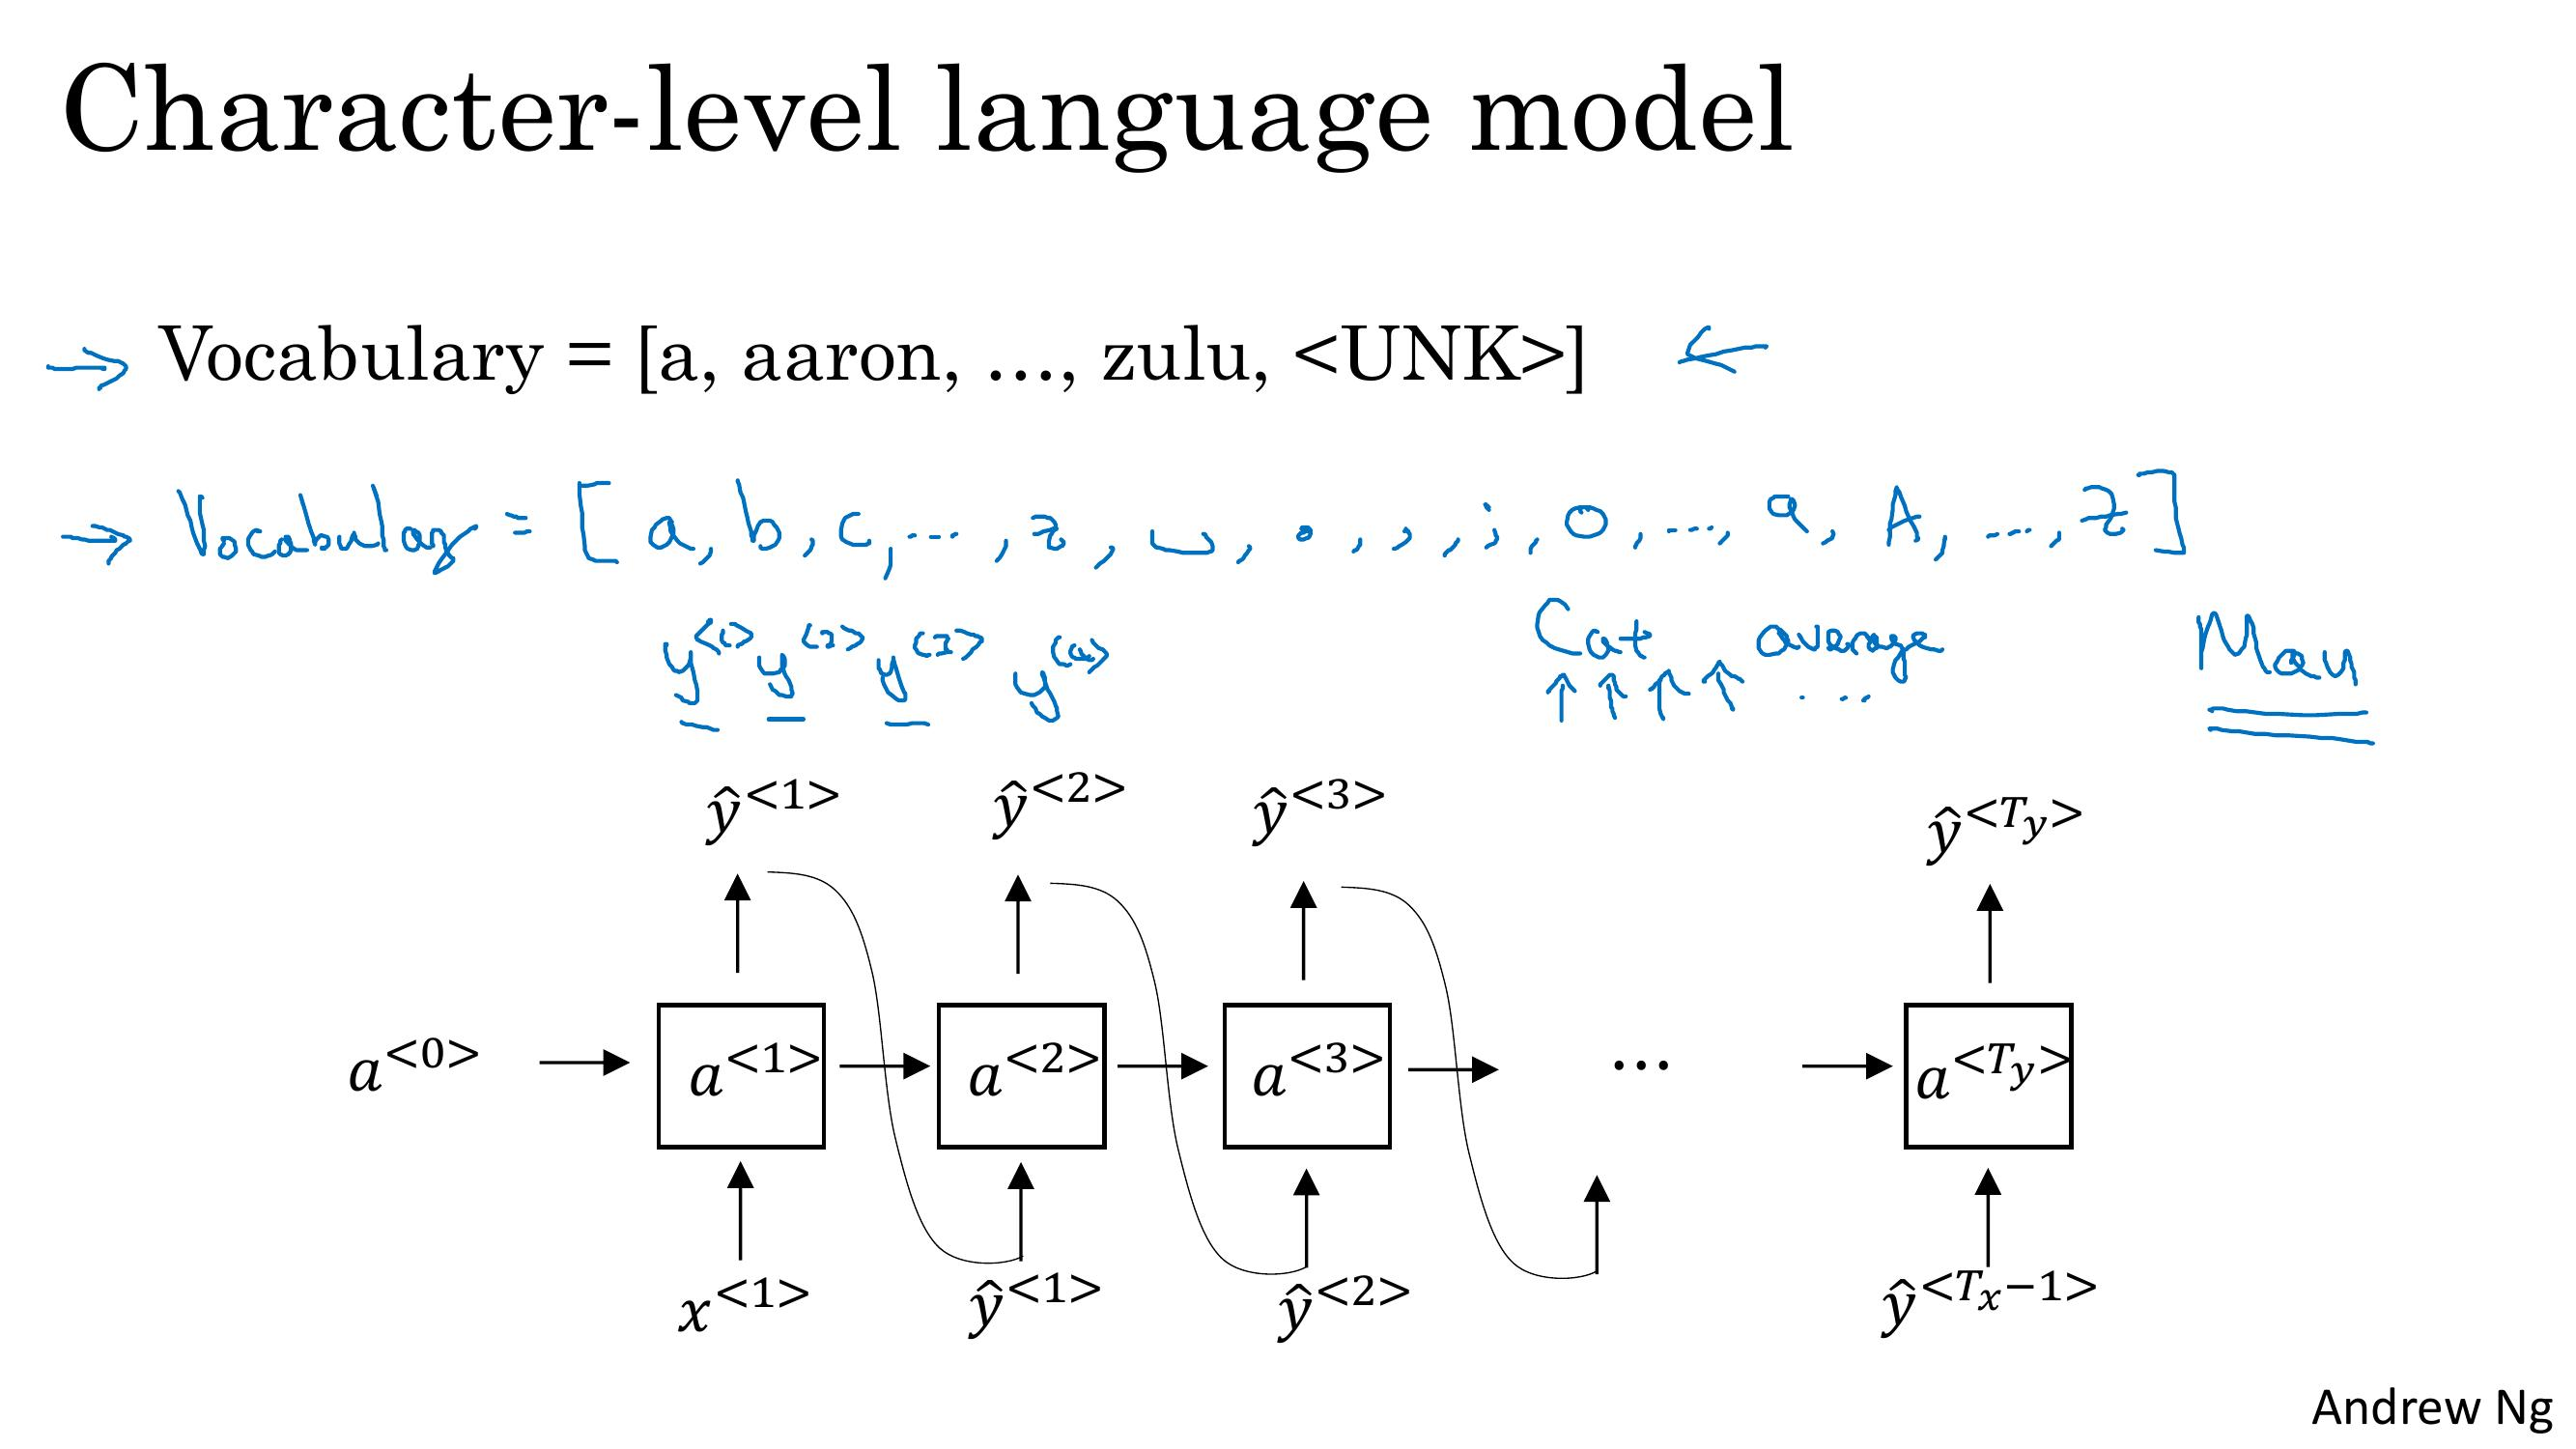 Character-level language model
Vocabulary = [a, aaron, ..., zulu, <UNK>]
Vocabulary = [ a, b, c, ..., z, ⎵, ., ,, ;, 0, ..., 9, A, ..., Z ]
y<1> y<2> y<3> y<4> Cat average Mau
ŷ<1> ŷ<2> ŷ<3> ŷ<Ty>
a<0> a<1> a<2> a<3> ... a<Ty>
x<1> ŷ<1> ŷ<2> ŷ<Tx−1>
Andrew Ng